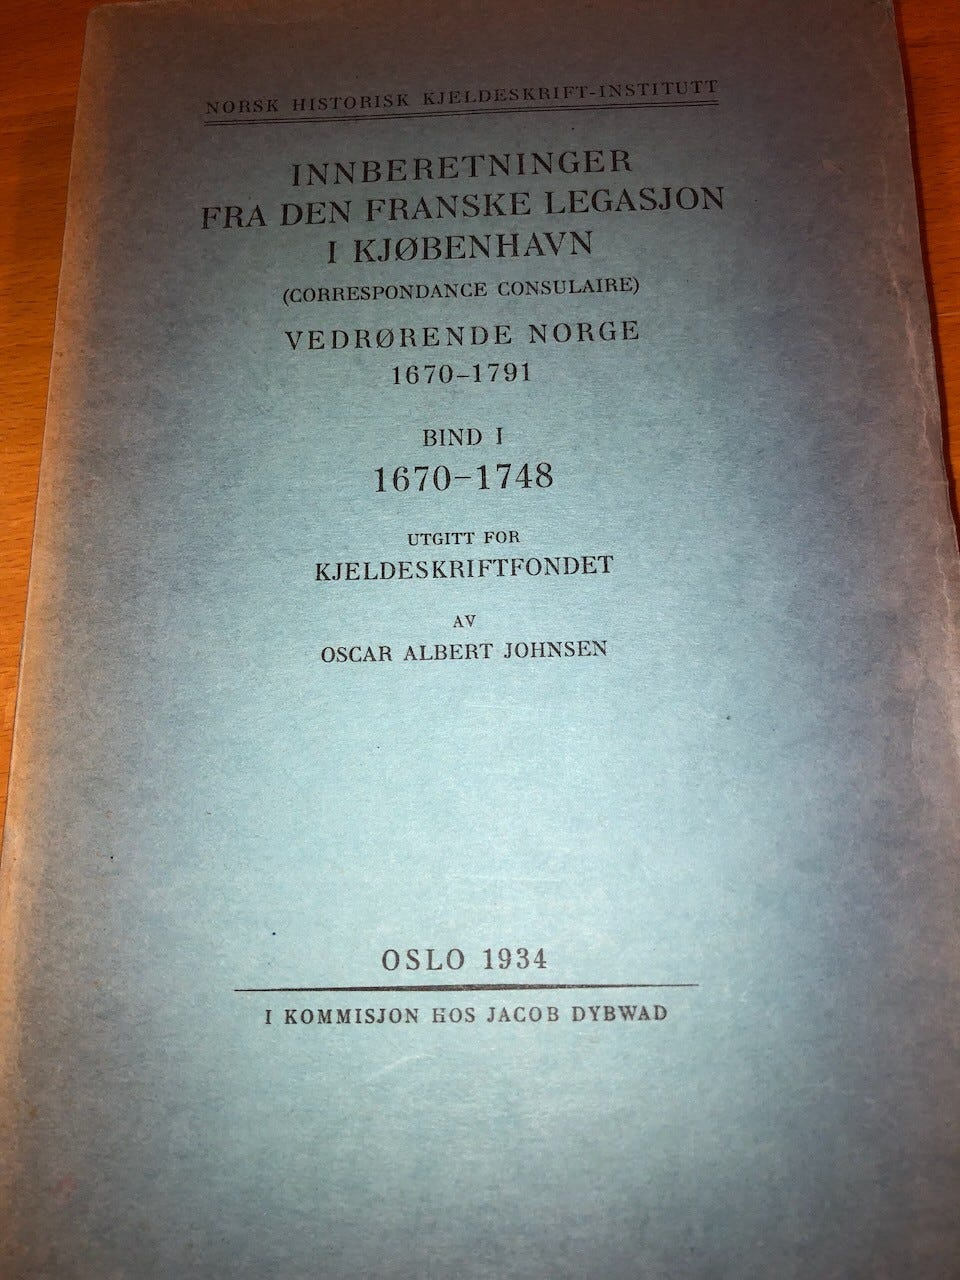 NORSK HISTORISK KJELDESKRIFT-INSTITUTT
INNBERETNINGER
FRA DEN FRANSKE LEGASJON
I KJØBENHAVN
(CORRESPONDANCE CONSULAIRE)
VEDRØRENDE NORGE
1670–1791
BIND I
1670–1748
UTGITT FOR
KJELDESKRIFTFONDET
AV
OSCAR ALBERT JOHNSEN
OSLO 1934
I KOMMISJON HOS JACOB DYBWAD